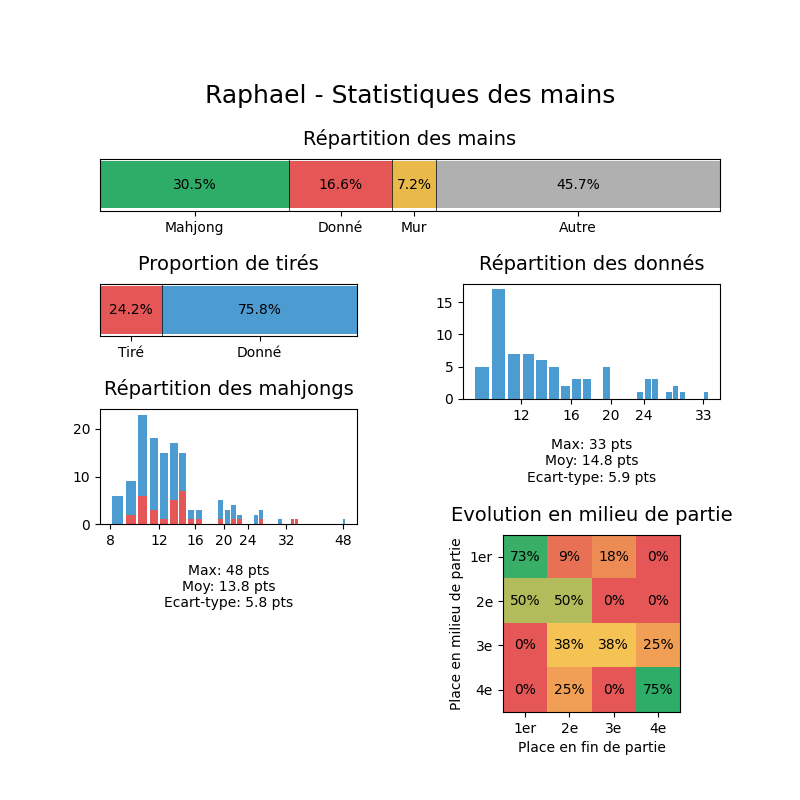 Raphael - Statistiques des mains
Répartition des mains
30.5% 16.6% 7.2% 45.7%
Mahjong Donné Mur Autre
Proportion de tirés
24.2% 75.8%
Tiré Donné
Répartition des mahjongs
20
10
0
8 12 16 20 24 32 48
Max: 48 pts
Moy: 13.8 pts
Ecart-type: 5.8 pts
Répartition des donnés
15
10
5
0
12 16 20 24 33
Max: 33 pts
Moy: 14.8 pts
Ecart-type: 5.9 pts
Evolution en milieu de partie
Place en milieu de partie
1er 73% 9% 18% 0%
2e 50% 50% 0% 0%
3e 0% 38% 38% 25%
4e 0% 25% 0% 75%
1er 2e 3e 4e
Place en fin de partie